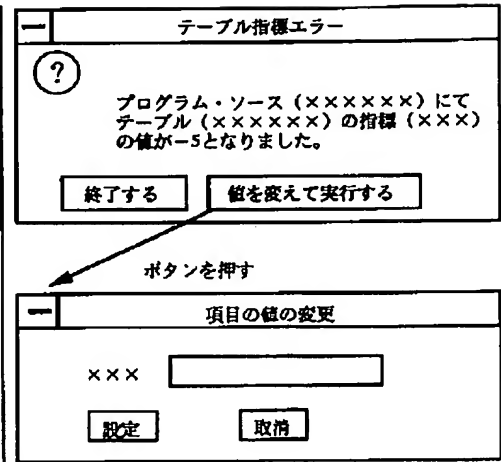 テーブル指標エラー
?
プログラム・ソース(××××××)にて
テーブル(××××××)の指標(×××)
の値が−5となりました。
終了する 値を変えて実行する
ボタンを押す
項目の値の変更
×××
設定 取消